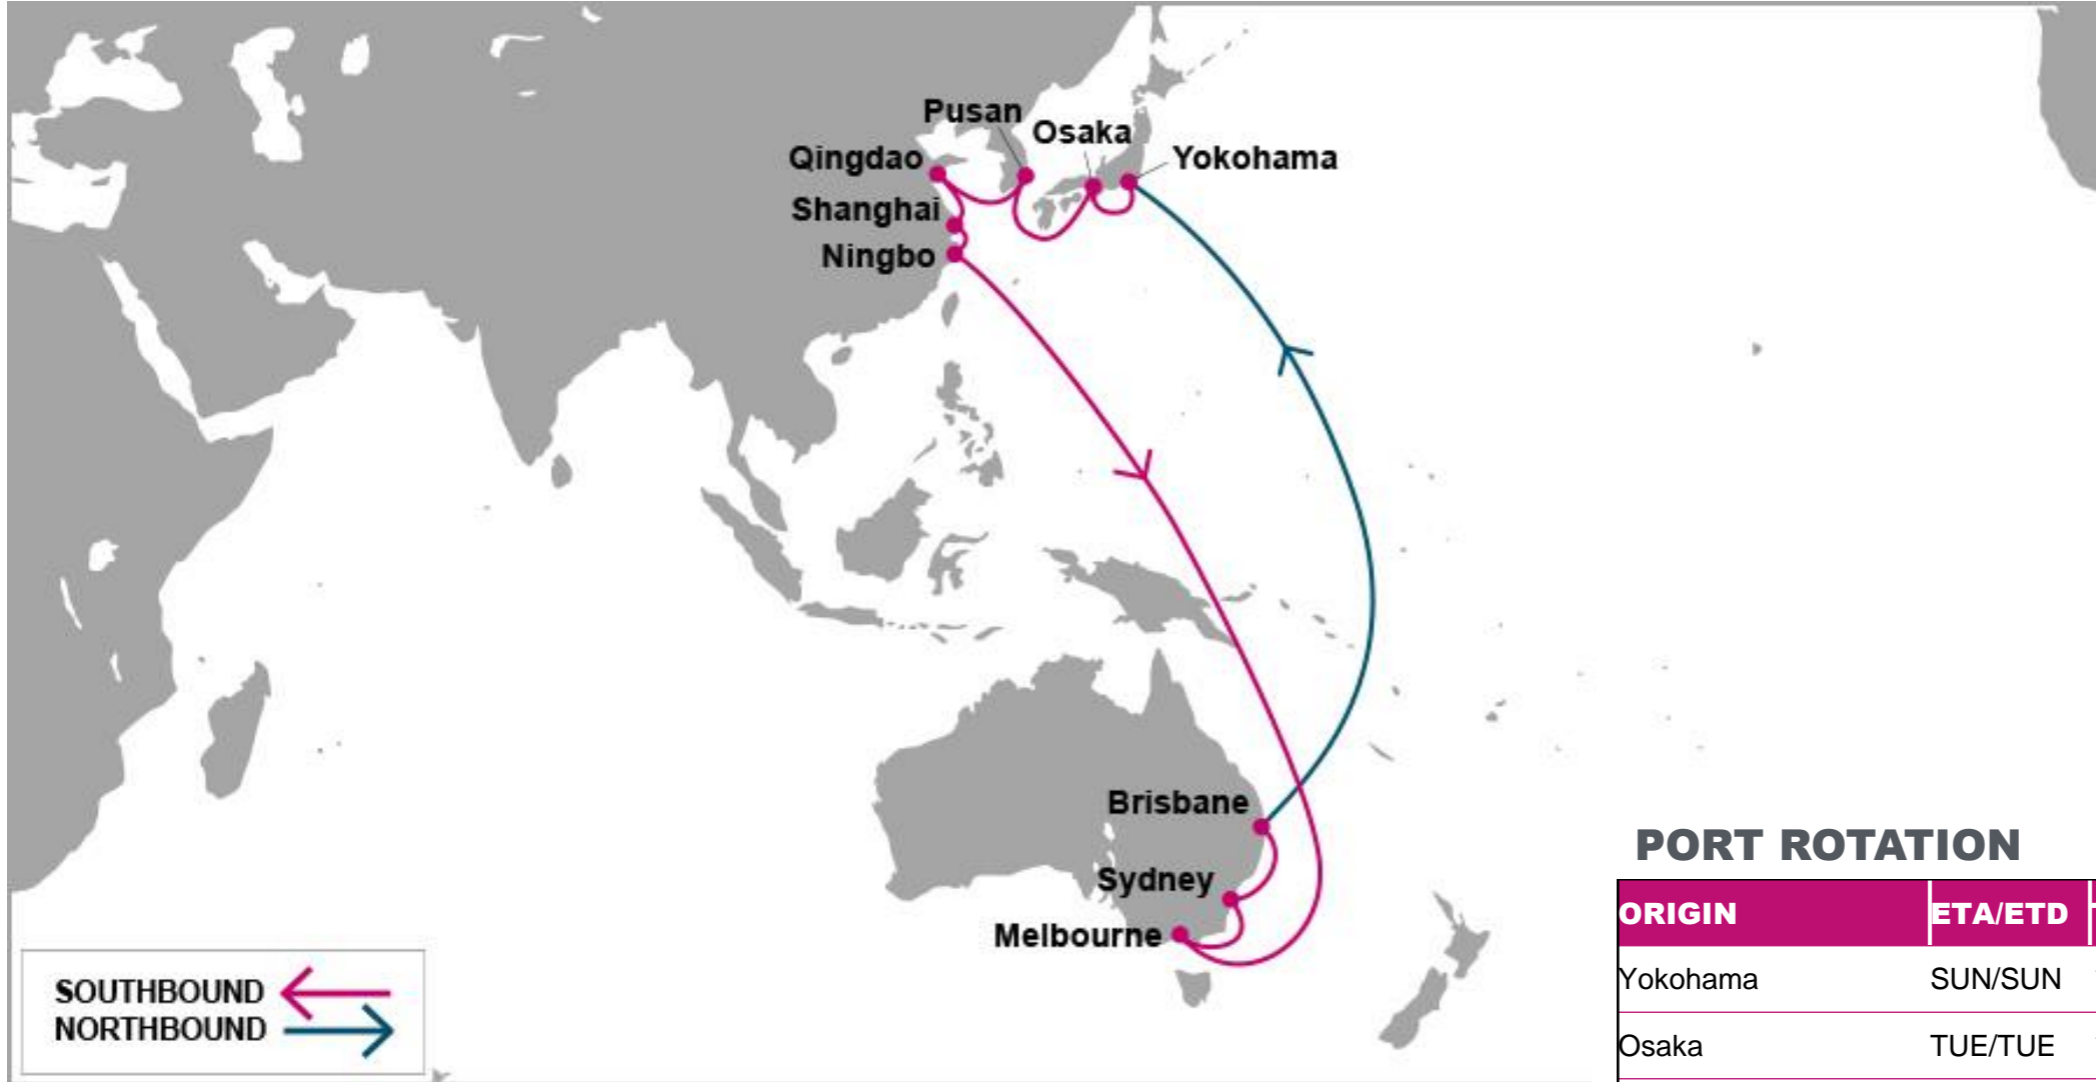 Pusan
Osaka
Qingdao
Yokohama
Shanghai
Ningbo
Brisbane
Sydney
Melbourne
SOUTHBOUND
NORTHBOUND
PORT ROTATION
ORIGIN ETA/ETD
Yokohama SUN/SUN
Osaka TUE/TUE